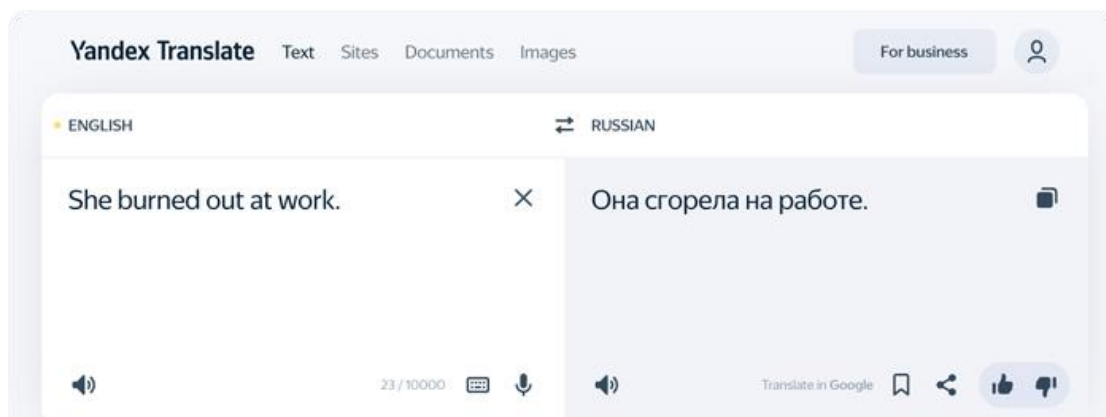 Yandex Translate Text Sites Documents Images For business
ENGLISH RUSSIAN
She burned out at work. Она сгорела на работе.
23 / 10000 Translate in Google